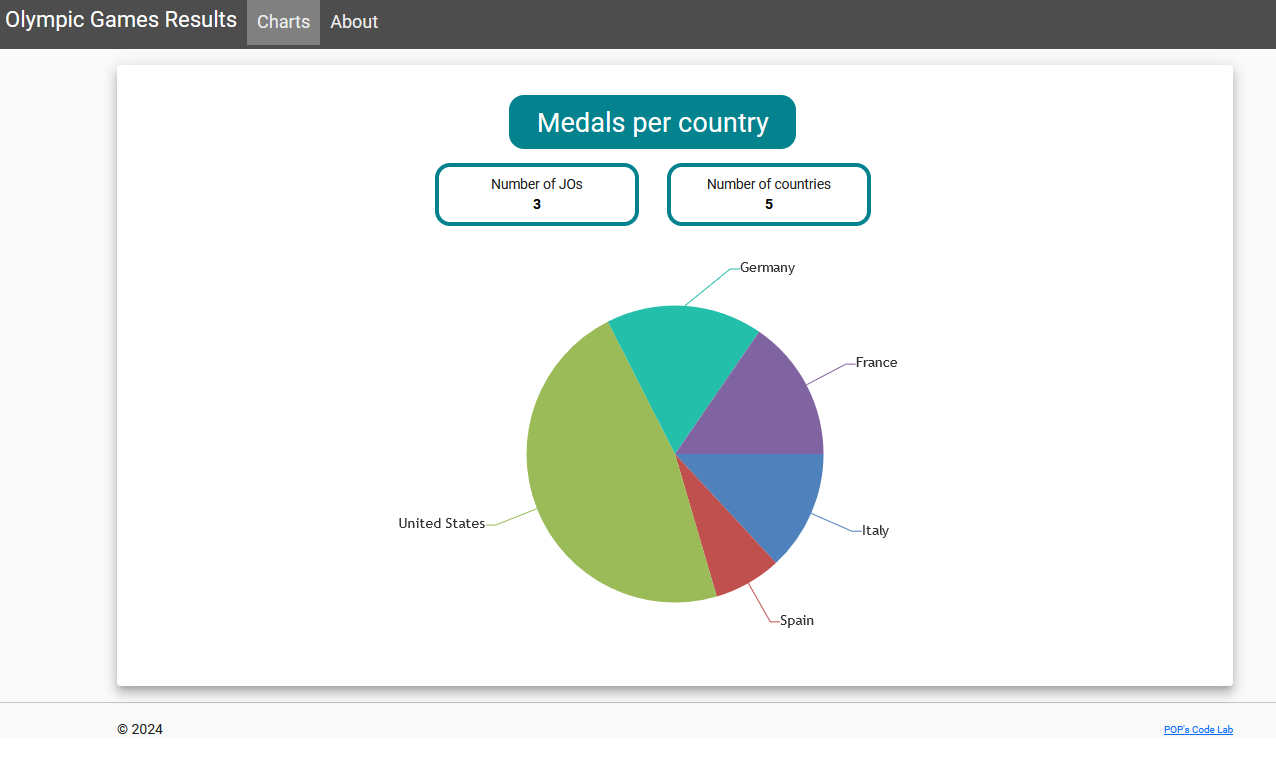 Olympic Games Results Charts About
Medals per country
Number of JOs
3
Number of countries
5
Germany
France
United States
Italy
Spain
© 2024
POP's Code Lab